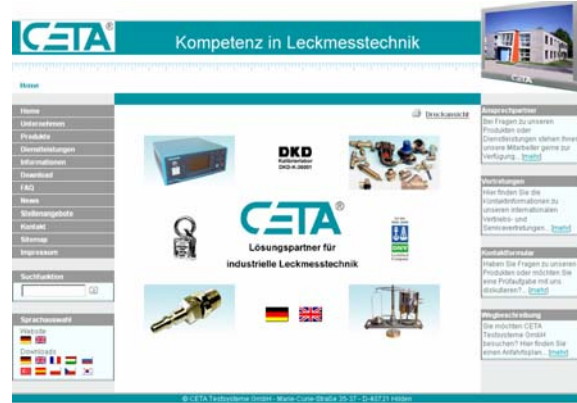 CETA®
Kompetenz in Leckmesstechnik
CETA
Home
Home
Unternehmen
Produkte
Dienstleistungen
Informationen
Download
FAQ
News
Stellenangebote
Kontakt
Sitemap
Impressum
Suchfunktion
Sprachauswahl
Website
Downloads
Druckansicht
DKD
Kalibrierlabor
DKD-K-36001
CETA®
DNV
Lösungspartner für
industrielle Leckmesstechnik
Ansprechpartner
Bei Fragen zu unseren
Produkten oder
Dienstleistungen stehen Ihnen
unsere Mitarbeiter gerne zur
Verfügung... [mehr]
Vertretungen
Hier finden Sie die
Kontaktinformationen zu
unseren internationalen
Vertriebs- und
Servicevertretungen... [mehr]
Kontaktformular
Haben Sie Fragen zu unseren
Produkten oder möchten Sie
eine Prüfaufgabe mit uns
diskutieren?... [mehr]
Wegbeschreibung
Sie möchten CETA
Testsysteme GmbH
besuchen? Hier finden Sie
einen Anfahrtsplan... [mehr]
© CETA Testsysteme GmbH - Marie-Curie-Straße 35-37 - D-40721 Hilden